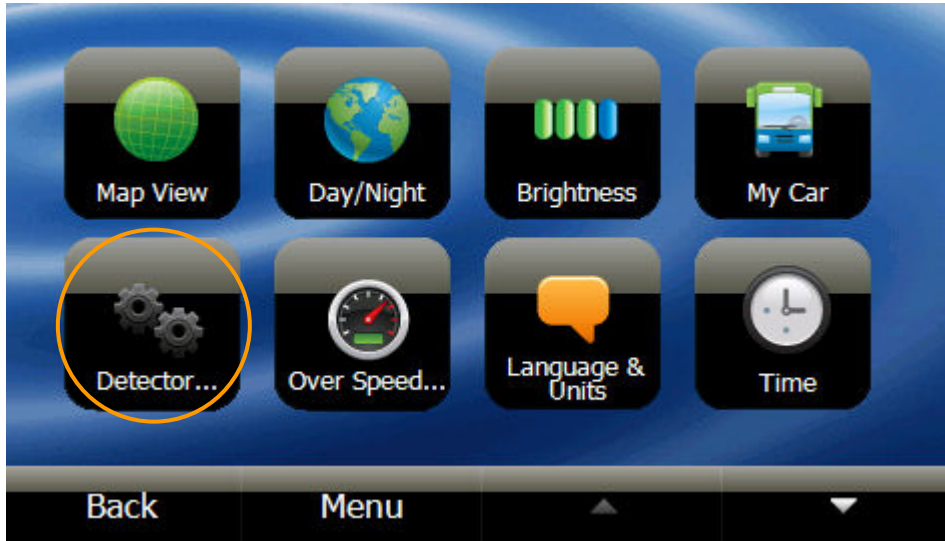 Map View
Day/Night
Brightness
My Car
Detector...
Over Speed...
Language &
Units
Time
Back
Menu